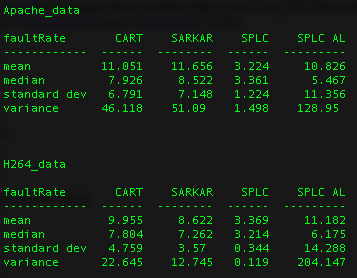 Apache_data
faultRate CART SARKAR SPLC SPLC AL
------------- ------ -------- ------ ---------
mean 11.051 11.656 3.224 10.826
median 7.926 8.522 3.361 5.467
standard dev 6.791 7.148 1.224 11.356
variance 46.118 51.09 1.498 128.95
H264_data
faultRate CART SARKAR SPLC SPLC AL
------------- ------ -------- ------ ---------
mean 9.955 8.622 3.369 11.182
median 7.804 7.262 3.214 6.175
standard dev 4.759 3.57 0.344 14.288
variance 22.645 12.745 0.119 204.147